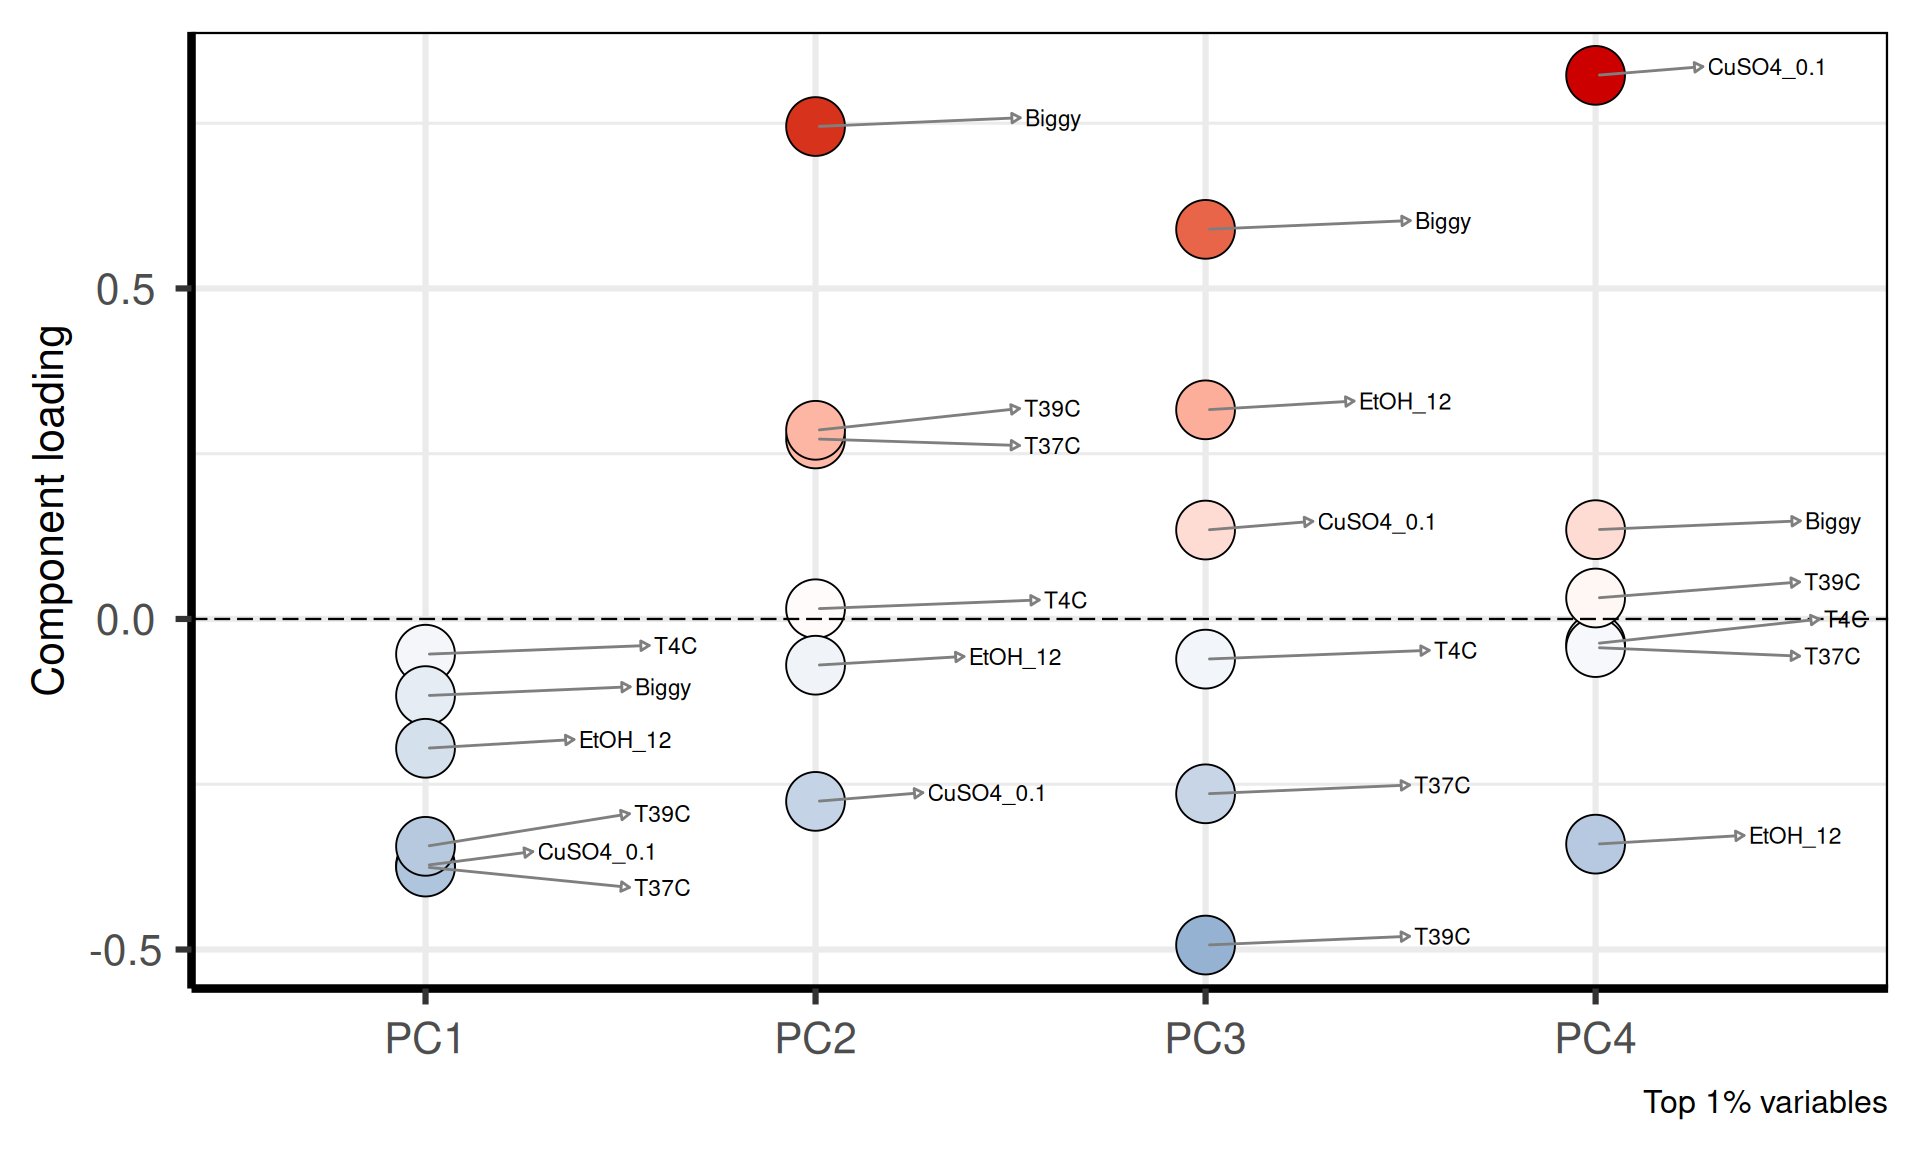 CuSO4_0.1
Biggy
Biggy
0.5
EtOH_12
T39C
T37C
CuSO4_0.1
Biggy
T39C
T4C
0.0
T4C
T4C
Biggy
EtOH_12
T39C
CuSO4_0.1
T37C
EtOH_12
CuSO4_0.1
T4C
T37C
T37C
EtOH_12
T39C
-0.5
Component loading
PC1 PC2 PC3 PC4
Top 1% variables